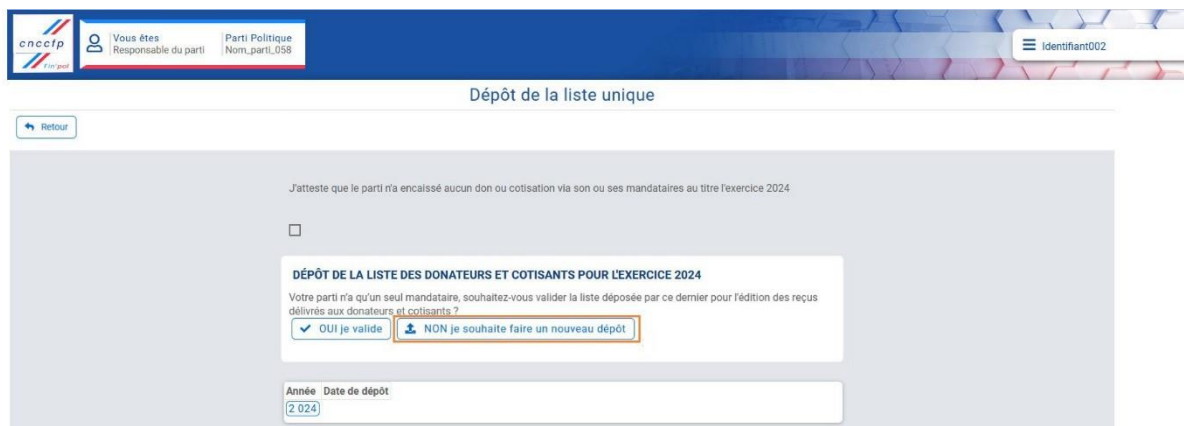 cnccfp
Fin'pol
Vous êtes
Responsable du parti
Parti Politique
Nom_parti_058
Identifiant002
Dépôt de la liste unique
Retour
J'atteste que le parti n'a encaissé aucun don ou cotisation via son ou ses mandataires au titre l'exercice 2024
DÉPÔT DE LA LISTE DES DONATEURS ET COTISANTS POUR L'EXERCICE 2024
Votre parti n'a qu'un seul mandataire, souhaitez-vous valider la liste déposée par ce dernier pour l'édition des reçus
délivrés aux donateurs et cotisants ?
OUI je valide
NON je souhaite faire un nouveau dépôt
Année Date de dépôt
2 024